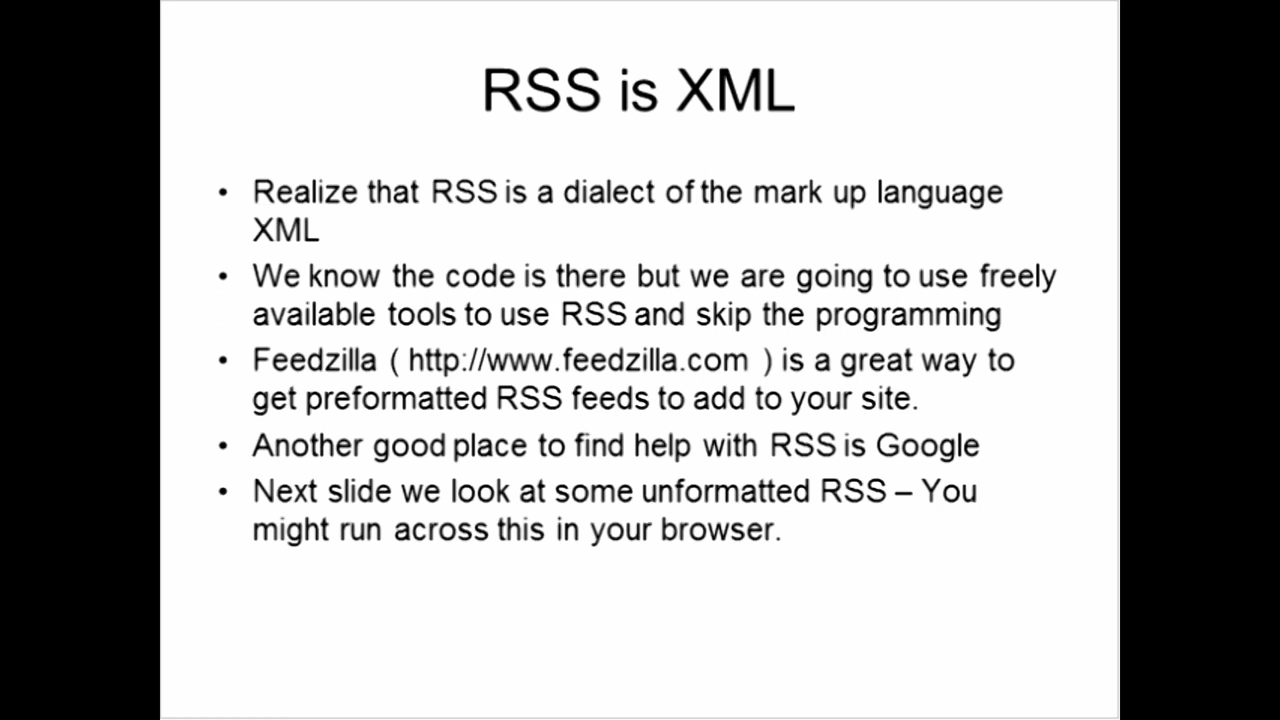 RSS is XML
• Realize that RSS is a dialect of the mark up language
XML
• We know the code is there but we are going to use freely
available tools to use RSS and skip the programming
• Feedzilla ( http://www.feedzilla.com ) is a great way to
get preformatted RSS feeds to add to your site.
• Another good place to find help with RSS is Google
• Next slide we look at some unformatted RSS – You
might run across this in your browser.